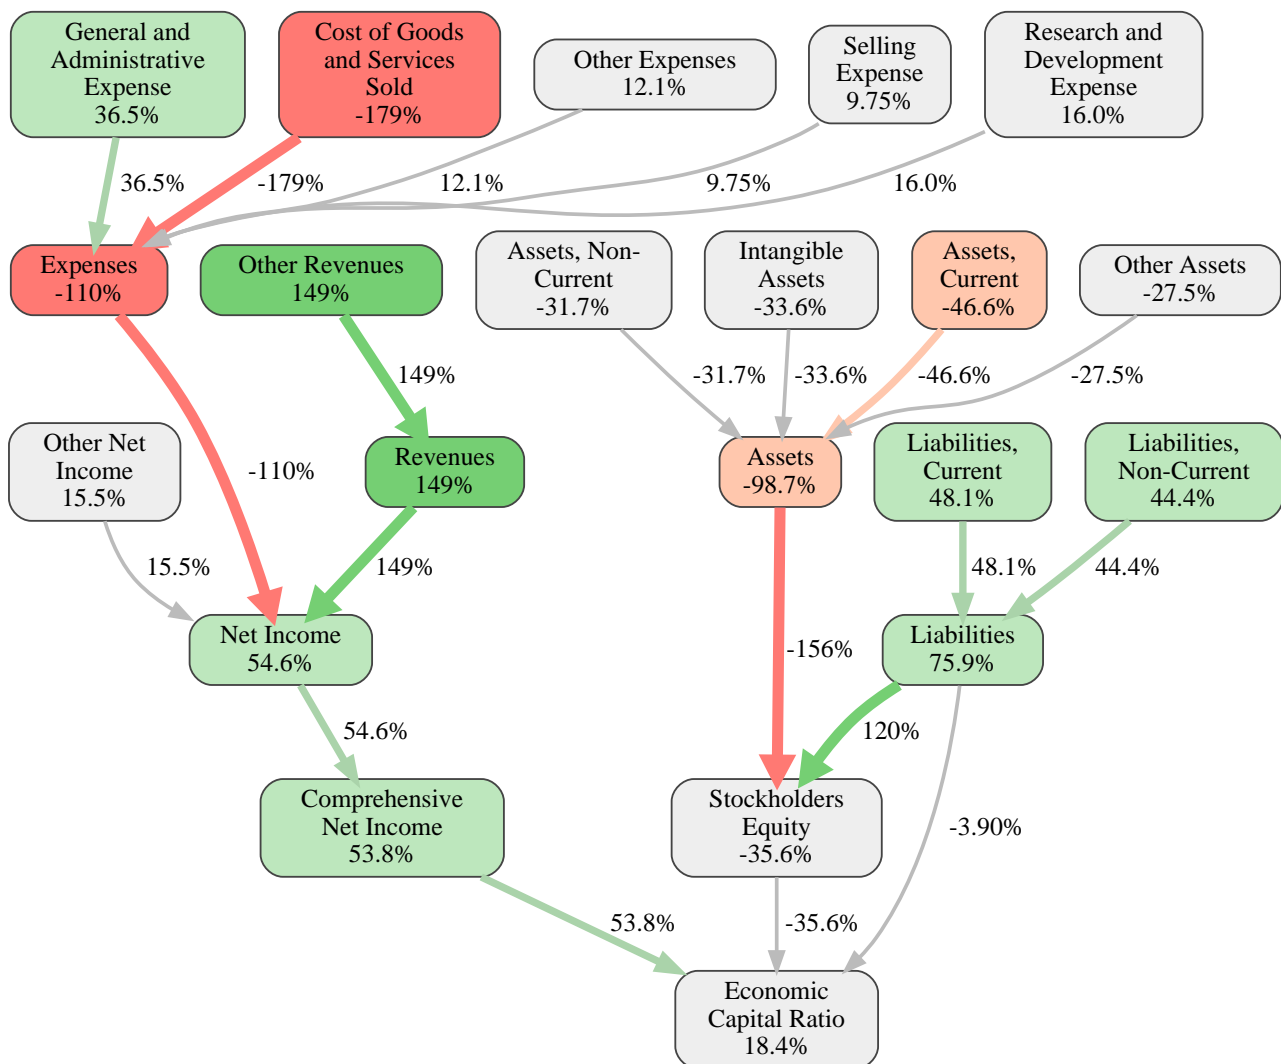 General and
Administrative
Expense
36.5%
Cost of Goods
and Services
Sold
-179%
Other Expenses
12.1%
Selling
Expense
9.75%
Research and
Development
Expense
16.0%
36.5%
-179%
12.1%
9.75%
16.0%
Expenses
-110%
Other Revenues
149%
Assets, Non-
Current
-31.7%
Intangible
Assets
-33.6%
Assets,
Current
-46.6%
Other Assets
-27.5%
149%
-31.7%
-33.6%
-46.6%
-27.5%
Other Net
Income
15.5%
-110%
Revenues
149%
Assets
-98.7%
Liabilities,
Current
48.1%
Liabilities,
Non-Current
44.4%
15.5%
149%
48.1%
44.4%
Net Income
54.6%
-156%
Liabilities
75.9%
54.6%
120%
Comprehensive
Net Income
53.8%
Stockholders
Equity
-35.6%
-3.90%
53.8%
-35.6%
Economic
Capital Ratio
18.4%